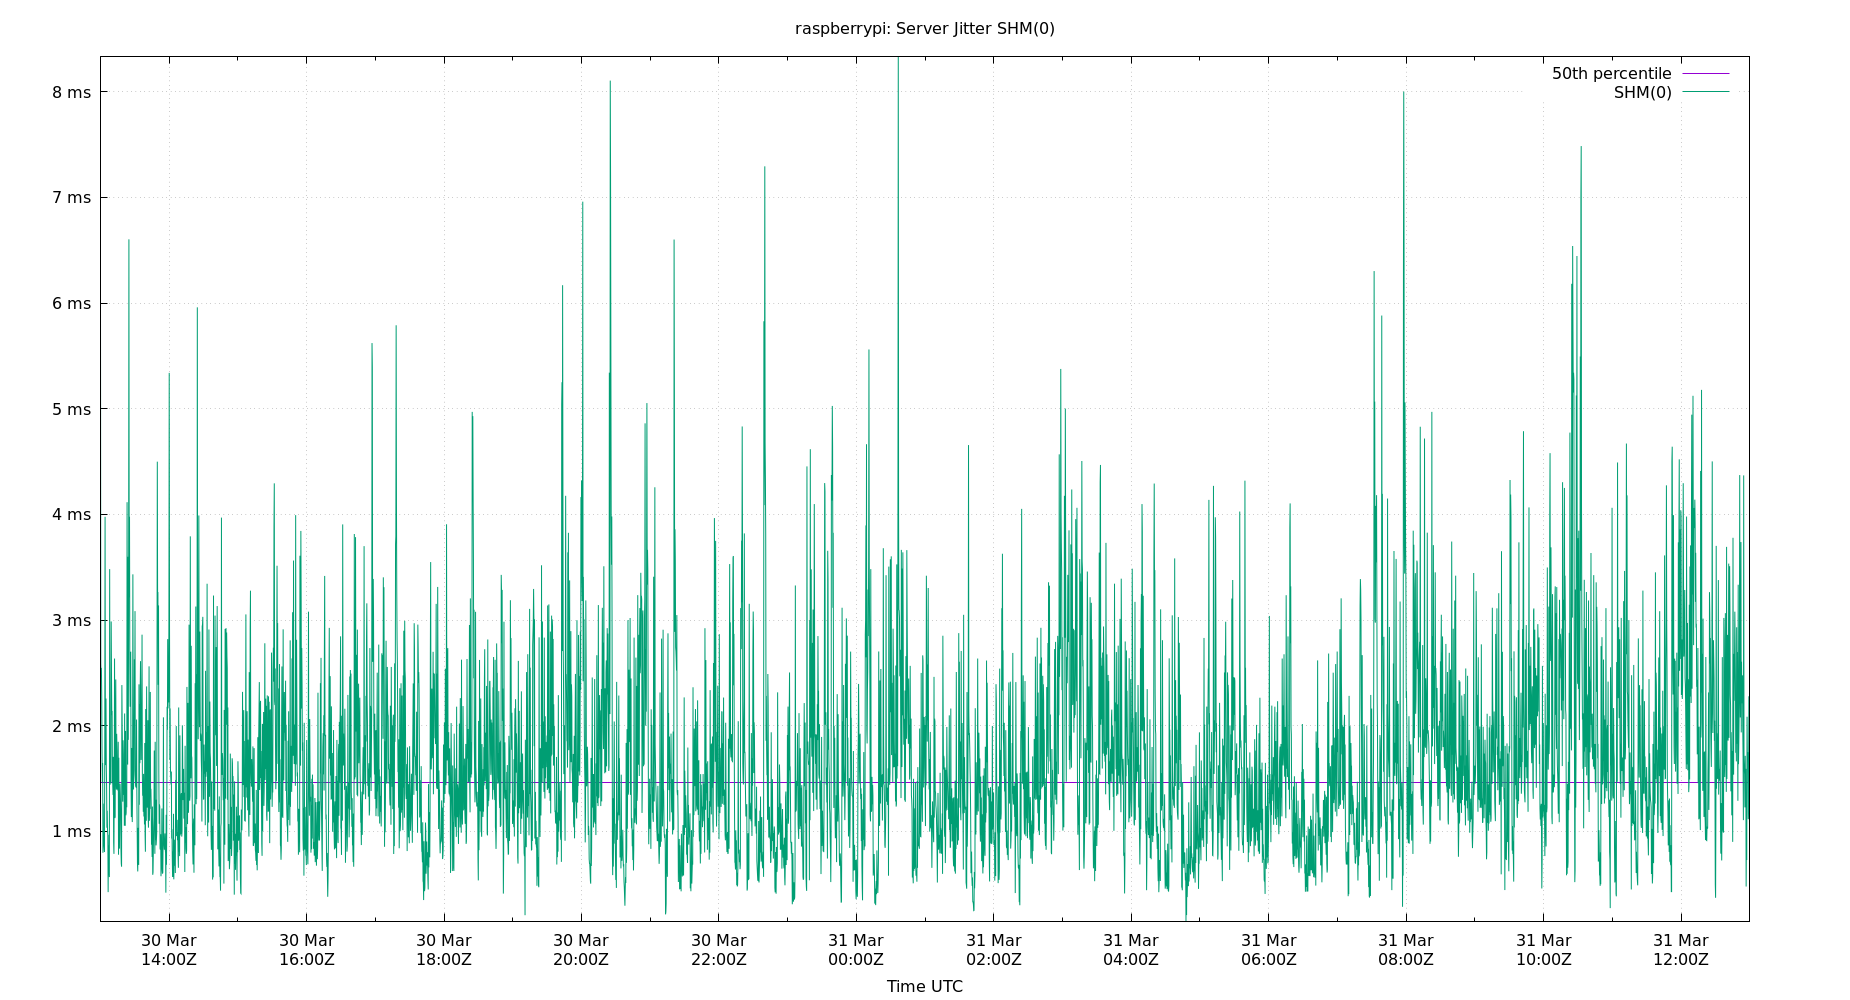 raspberrypi: Server Jitter SHM(0)
50th percentile
SHM(0)
8 ms
7 ms
6 ms
5 ms
4 ms
3 ms
2 ms
1 ms
30 Mar 30 Mar 30 Mar 30 Mar 30 Mar 31 Mar 31 Mar 31 Mar 31 Mar 31 Mar 31 Mar 31 Mar
14:00Z 16:00Z 18:00Z 20:00Z 22:00Z 00:00Z 02:00Z 04:00Z 06:00Z 08:00Z 10:00Z 12:00Z
Time UTC